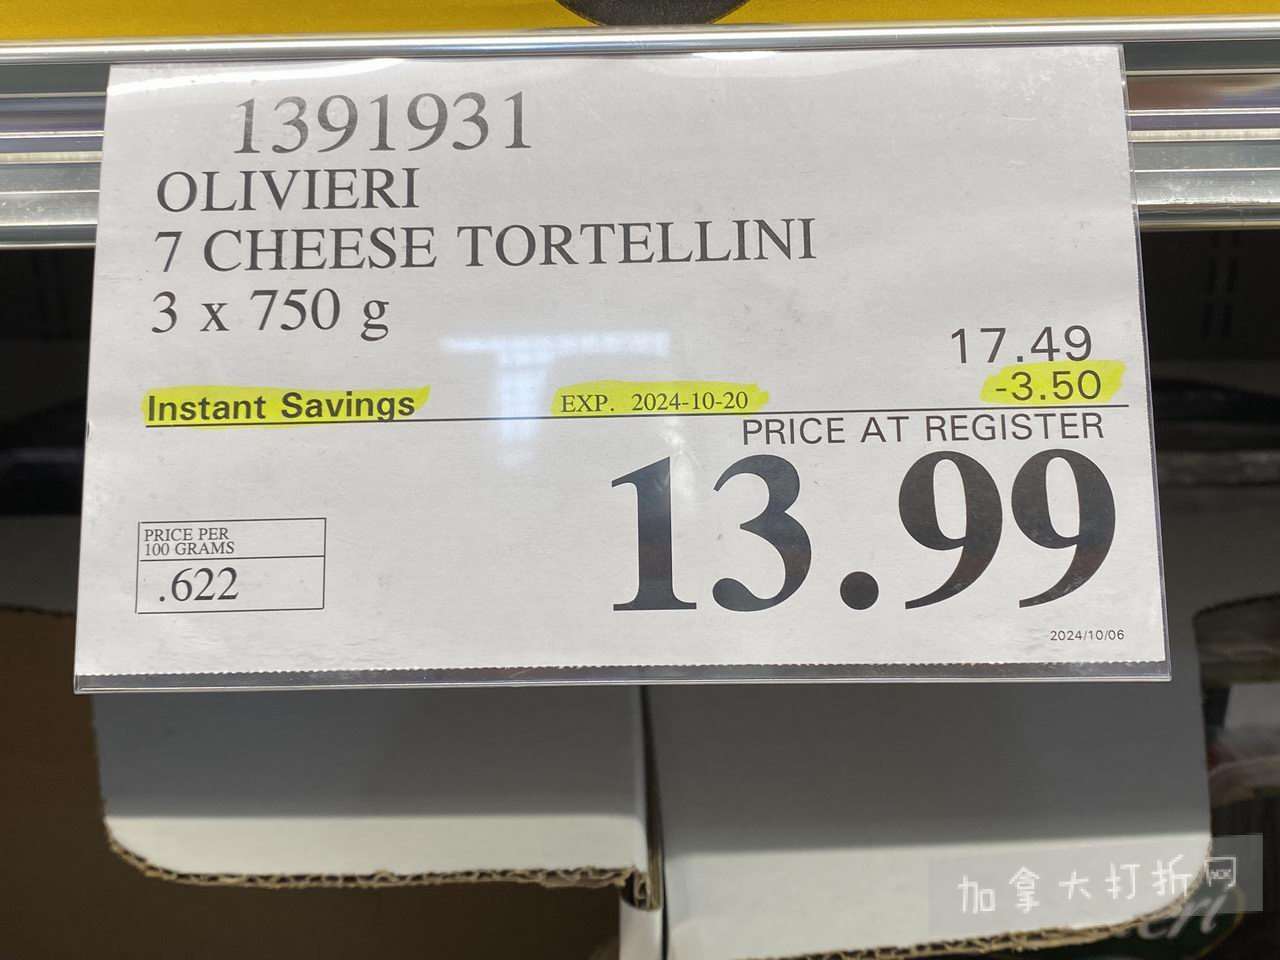 1391931
OLIVIERI
7 CHEESE TORTELLINI
3 x 750 g
17.49
Instant Savings EXP. 2024-10-20 -3.50
PRICE AT REGISTER
13.99
PRICE PER
100 GRAMS
.622
2024/10/06
加拿大打折网